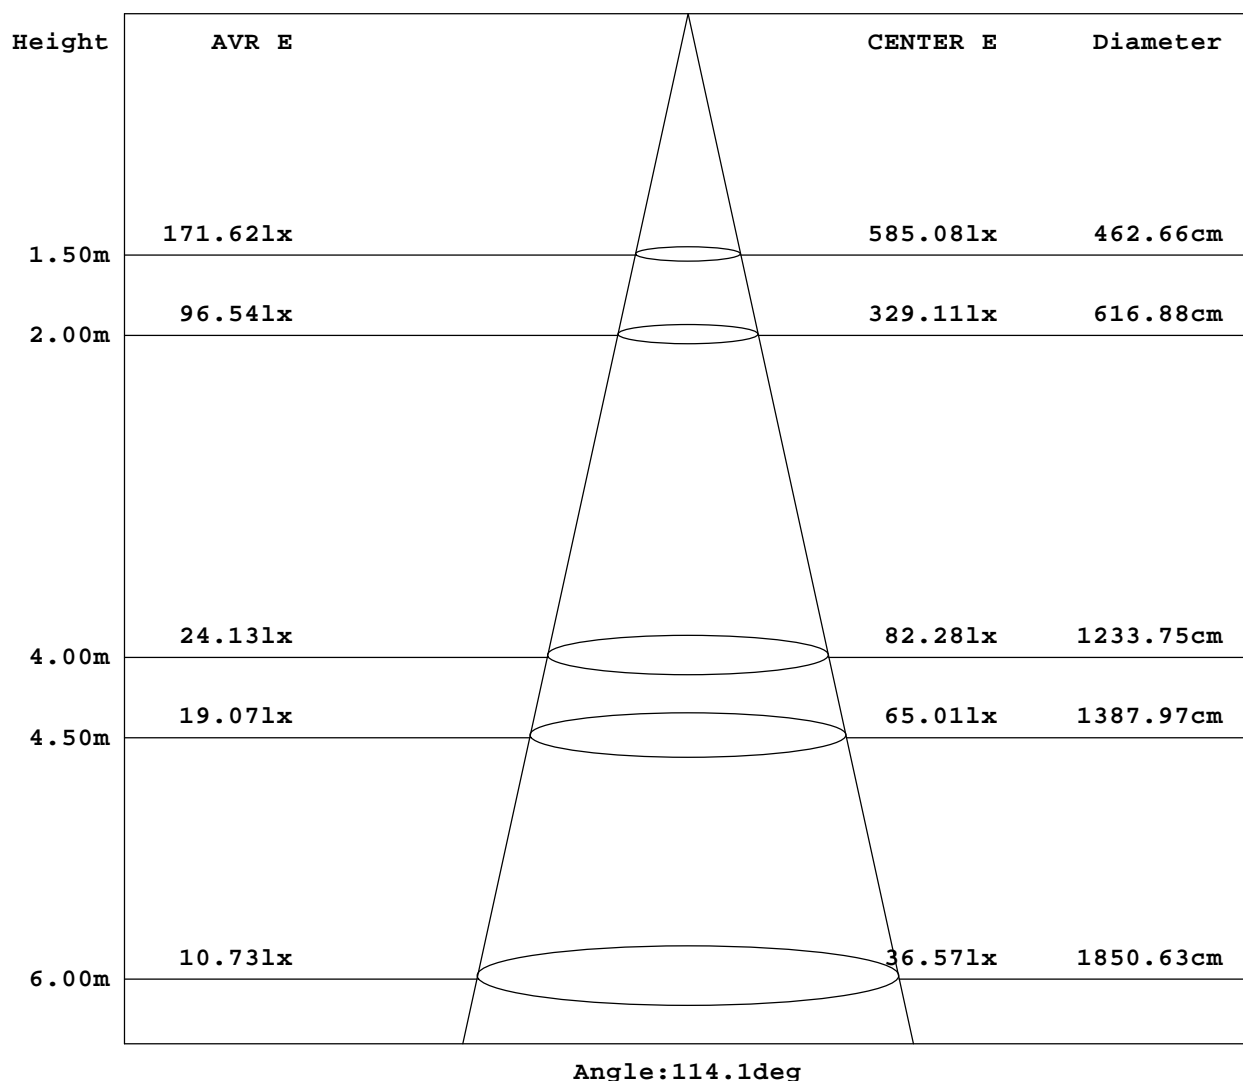 Height AVR E CENTER E Diameter
171.62lx 585.08lx 462.66cm
1.50m
96.54lx 329.11lx 616.88cm
2.00m
24.13lx 82.28lx 1233.75cm
4.00m
19.07lx 65.01lx 1387.97cm
4.50m
10.73lx 36.57lx 1850.63cm
6.00m
Angle:114.1deg